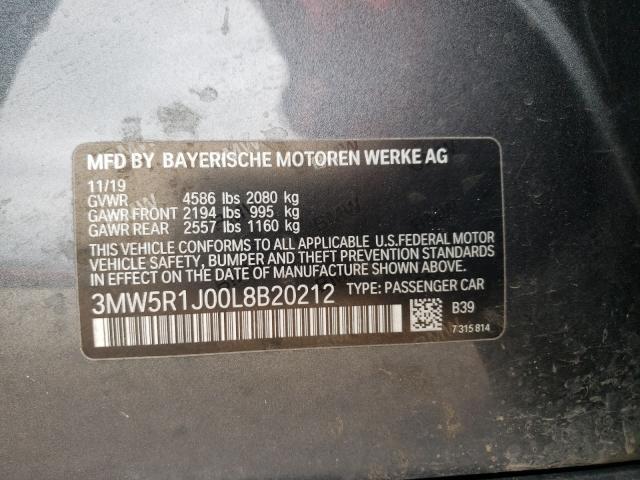 MFD BY BAYERISCHE MOTOREN WERKE AG
11/19
GVWR 4586 lbs 2080 kg
GAWR FRONT 2194 lbs 995 kg
GAWR REAR 2557 lbs 1160 kg
THIS VEHICLE CONFORMS TO ALL APPLICABLE U.S.FEDERAL MOTOR
VEHICLE SAFETY, BUMPER AND THEFT PREVENTION STANDARDS
IN EFFECT ON THE DATE OF MANUFACTURE SHOWN ABOVE.
3MW5R1J00L8B20212 TYPE: PASSENGER CAR
B39
7 315 814